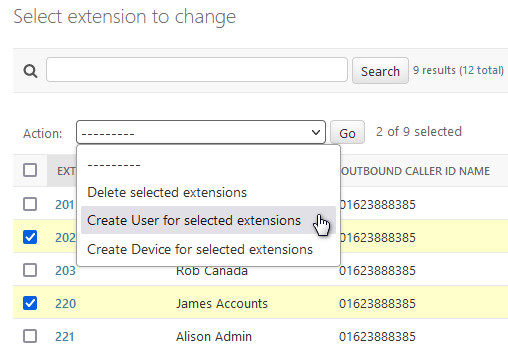 Select extension to change
Search 9 results (12 total)
Action: --------- Go 2 of 9 selected
---------
Delete selected extensions
Create User for selected extensions
Create Device for selected extensions
EXT OUTBOUND CALLER ID NAME
201 01623888385
202 01623888385
203 Rob Canada 01623888385
220 James Accounts 01623888385
221 Alison Admin 01623888385